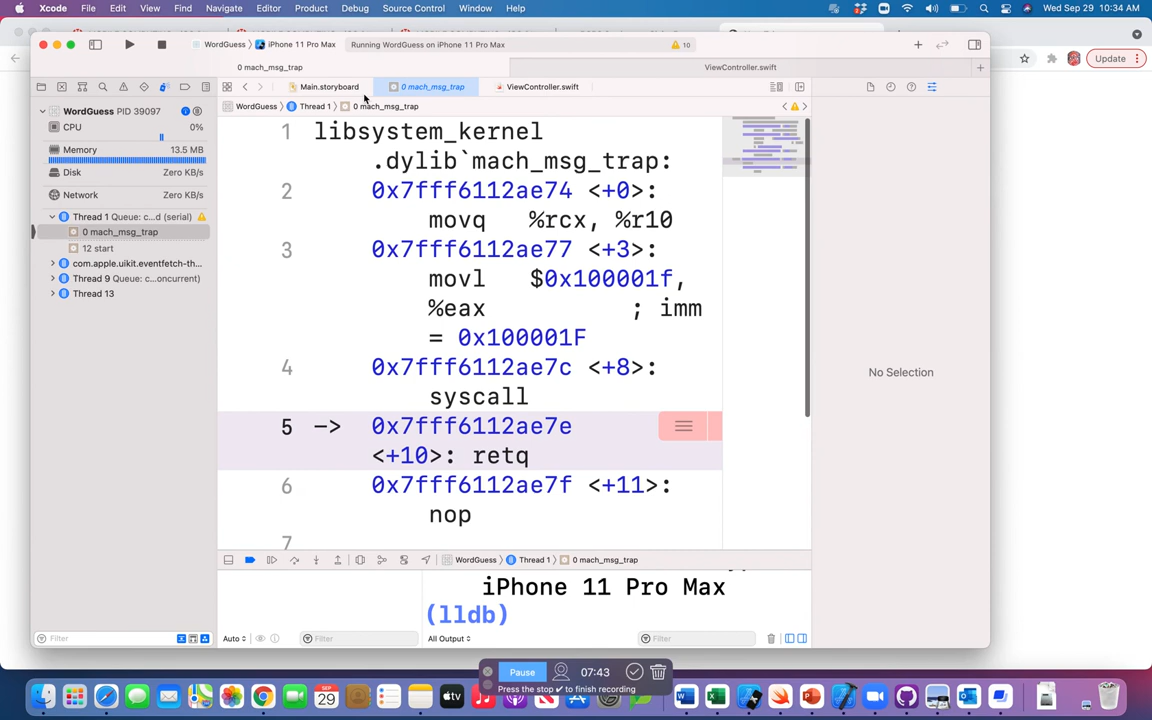 Xcode File Edit View Find Navigate Editor Product Debug Source Control Window Help Wed Sep 29 10:34 AM
WordGuess 〉 iPhone 11 Pro Max Running WordGuess on iPhone 11 Pro Max 10
Update
0 mach_msg_trap ViewController.swift
Main.storyboard 0 mach_msg_trap ViewController.swift
WordGuess 〉 Thread 1 〉 0 mach_msg_trap
WordGuess PID 39097
CPU 0%
Memory 13.5 MB
Disk Zero KB/s
Network Zero KB/s
Thread 1 Queue: c...d (serial)
0 mach_msg_trap
12 start
com.apple.uikit.eventfetch-th...
Thread 9 Queue: c...oncurrent)
Thread 13
1 libsystem_kernel
.dylib`mach_msg_trap:
2 0x7fff6112ae74 <+0>:
movq %rcx, %r10
3 0x7fff6112ae77 <+3>:
movl $0x100001f,
%eax ; imm
= 0x100001F
4 0x7fff6112ae7c <+8>:
syscall
5 -> 0x7fff6112ae7e
<+10>: retq
6 0x7fff6112ae7f <+11>:
nop
7
No Selection
WordGuess 〉 Thread 1 〉 0 mach_msg_trap
iPhone 11 Pro Max
(lldb)
Filter
Auto Filter All Output Filter
Pause 07:43
Press the stop ✔ to finish recording
SEP
29
tv